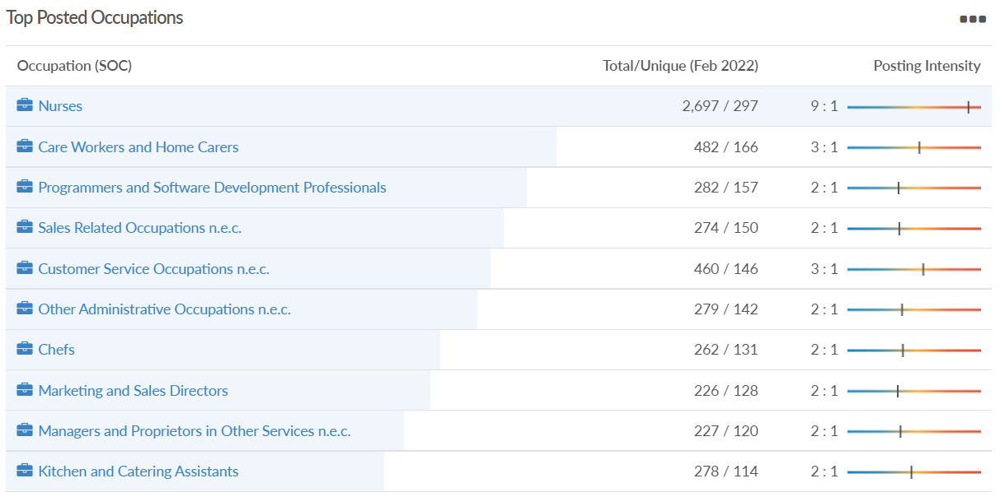 Top Posted Occupations
Occupation (SOC) Total/Unique (Feb 2022) Posting Intensity
Nurses 2,697 / 297 9 : 1
Care Workers and Home Carers 482 / 166 3 : 1
Programmers and Software Development Professionals 282 / 157 2 : 1
Sales Related Occupations n.e.c. 274 / 150 2 : 1
Customer Service Occupations n.e.c. 460 / 146 3 : 1
Other Administrative Occupations n.e.c. 279 / 142 2 : 1
Chefs 262 / 131 2 : 1
Marketing and Sales Directors 226 / 128 2 : 1
Managers and Proprietors in Other Services n.e.c. 227 / 120 2 : 1
Kitchen and Catering Assistants 278 / 114 2 : 1